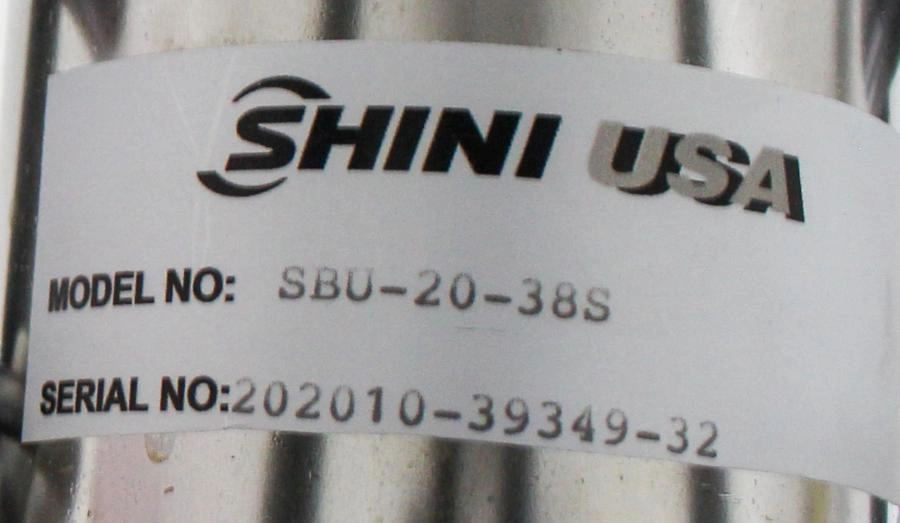 SHINI USA
MODEL NO: SBU-20-38S
SERIAL NO:202010-39349-32